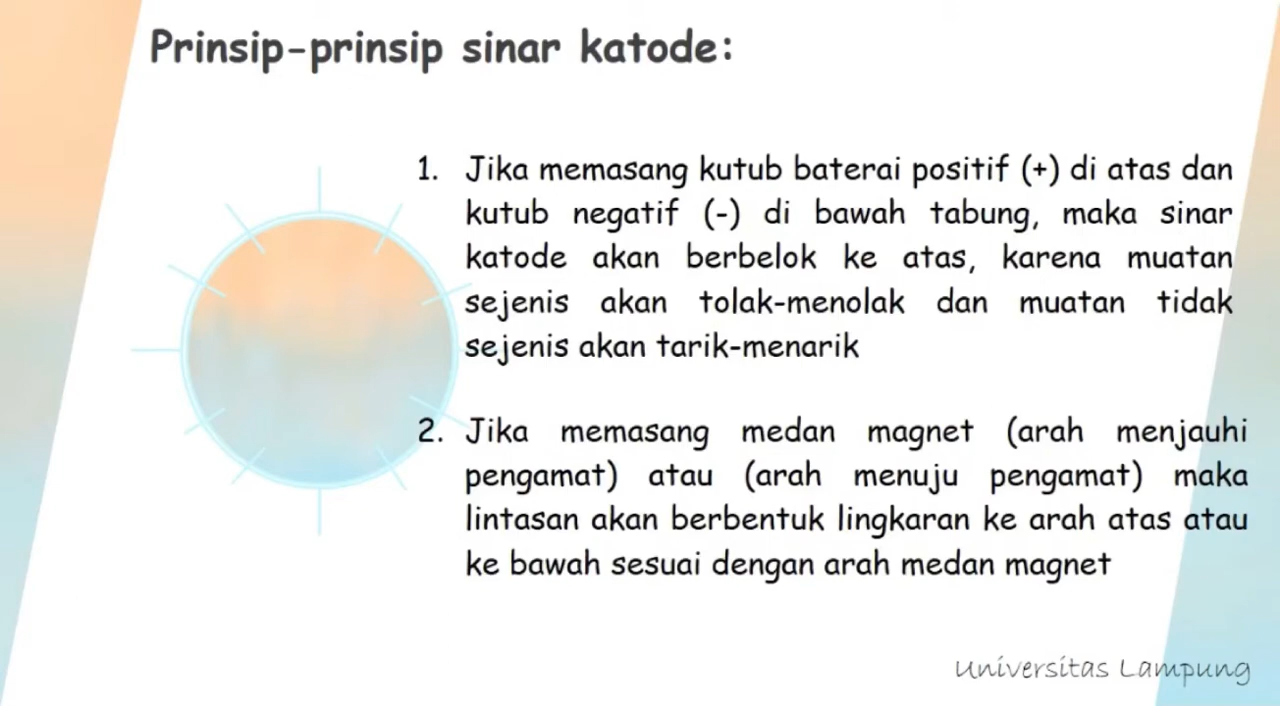 Prinsip-prinsip sinar katode:
1. Jika memasang kutub baterai positif (+) di atas dan
kutub negatif (-) di bawah tabung, maka sinar
katode akan berbelok ke atas, karena muatan
sejenis akan tolak-menolak dan muatan tidak
sejenis akan tarik-menarik
2. Jika memasang medan magnet (arah menjauhi
pengamat) atau (arah menuju pengamat) maka
lintasan akan berbentuk lingkaran ke arah atas atau
ke bawah sesuai dengan arah medan magnet
Universitas Lampung